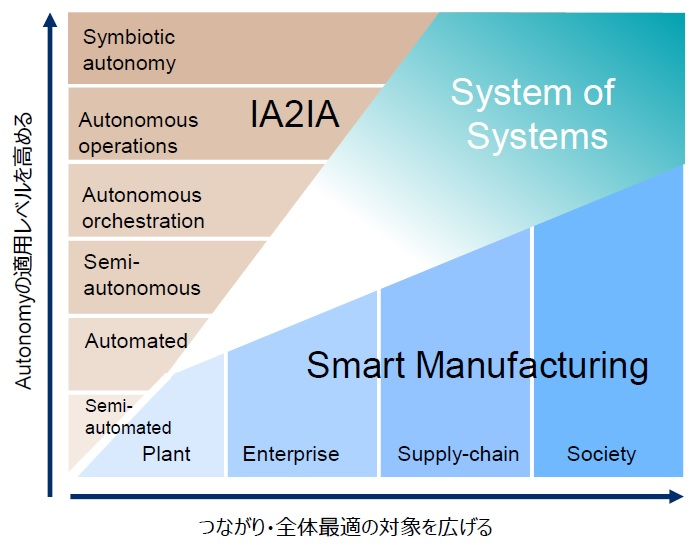 Autonomyの適用レベルを高める
Symbiotic
autonomy
Autonomous
operations
IA2IA
Autonomous
orchestration
Semi-
autonomous
Automated
Semi-
automated
System of
Systems
Smart Manufacturing
Plant
Enterprise
Supply-chain
Society
つながり・全体最適の対象を広げる